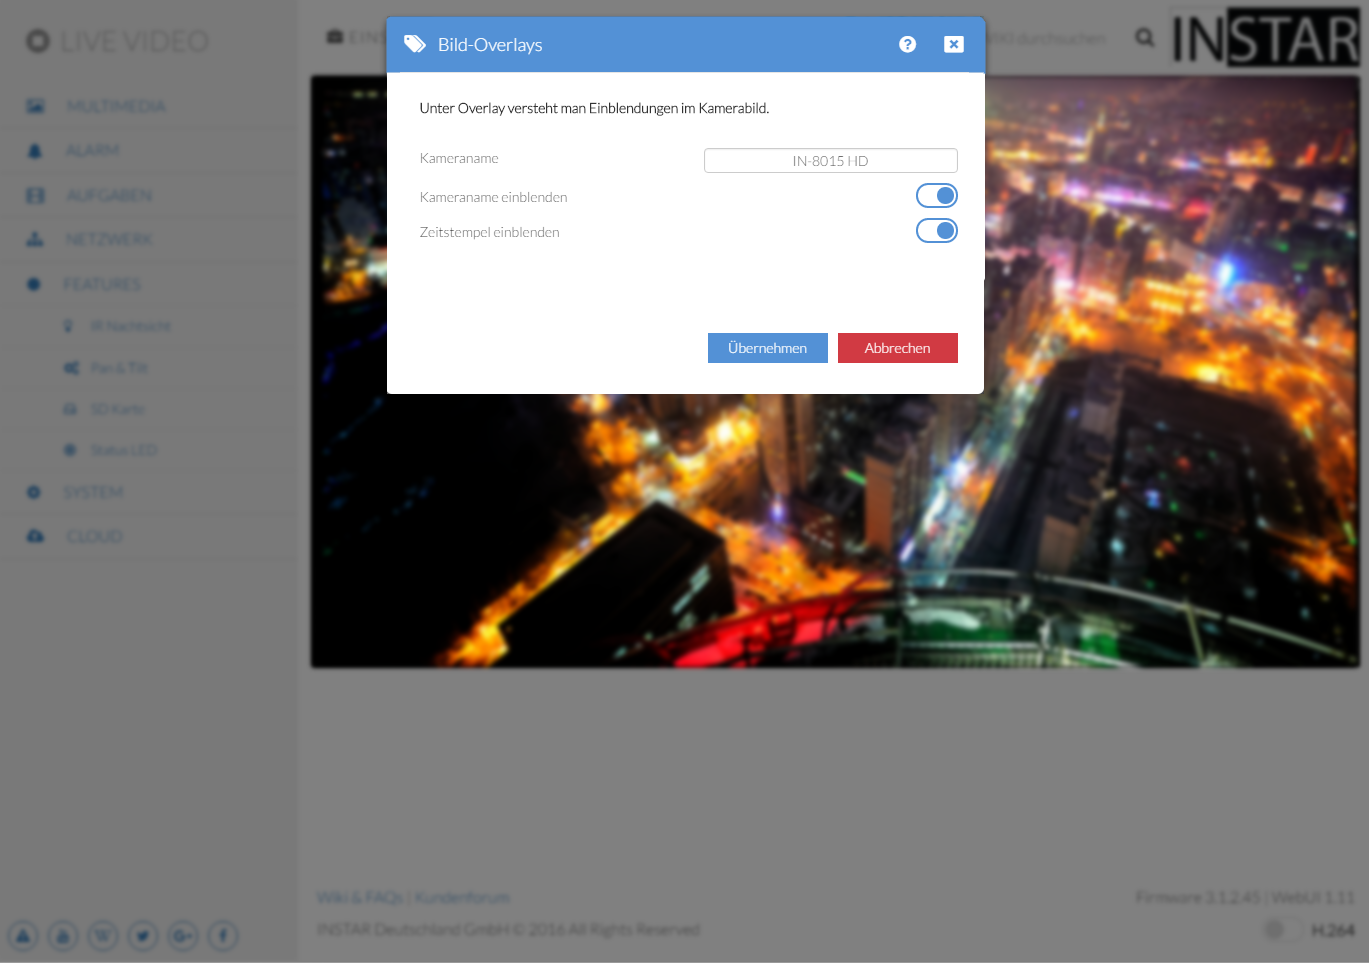 LIVE VIDEO
MULTIMEDIA
ALARM
AUFGABEN
NETZWERK
FEATURES
IR Nachtsicht
Pan & Tilt
SD Karte
Status LED
SYSTEM
CLOUD
durchsuchen
INSTAR
Bild-Overlays
Unter Overlay versteht man Einblendungen im Kamerabild.
Kameraname
IN-8015 HD
Kameraname einblenden
Zeitstempel einblenden
Übernehmen Abbrechen
Wiki & FAQs | Kundenforum
Firmware 3.1.2.45 | WebUI 1.11
INSTAR Deutschland GmbH © 2016 All Rights Reserved
H.264